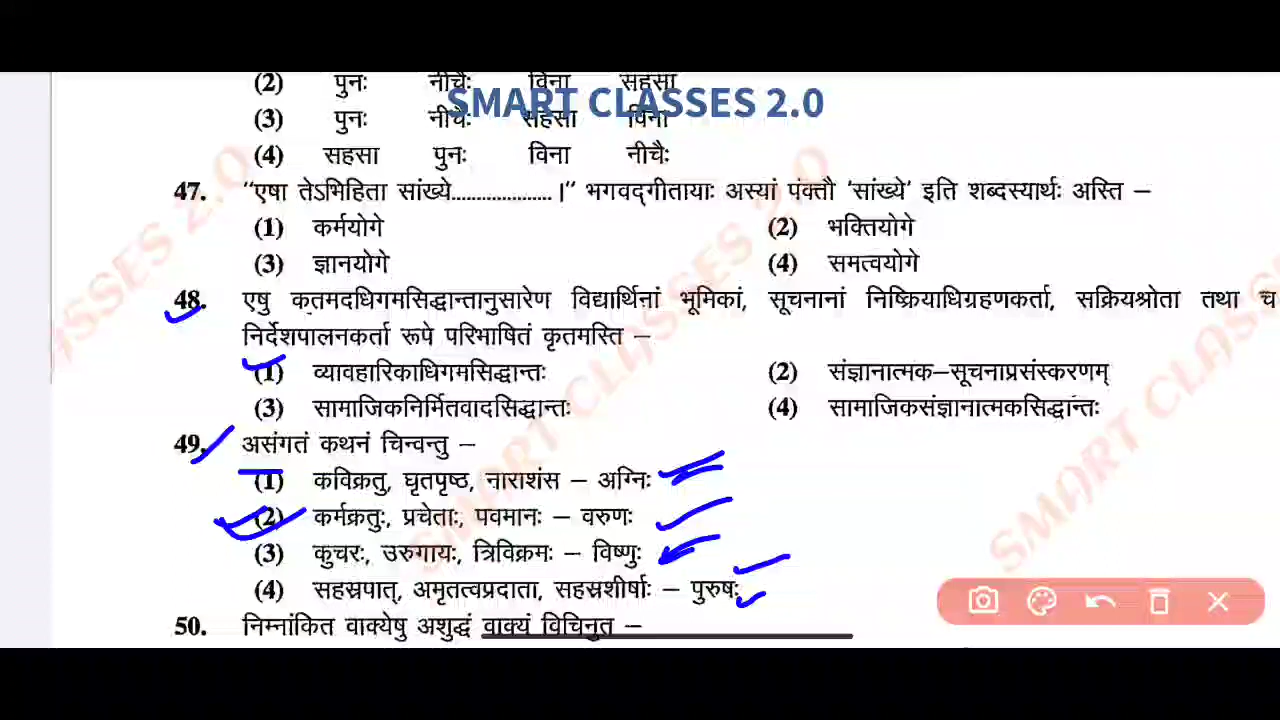 (2) पुनः नीचैः विना सहसा
SMART CLASSES 2.0
(3) पुनः नीचैः सहसा विना
(4) सहसा पुनः विना नीचैः
47. “एषा तेऽभिहिता सांख्ये....................।” भगवद्गीतायाः अस्यां पंक्तौ ‘सांख्ये’ इति शब्दस्यार्थः अस्ति –
(1) कर्मयोगे (2) भक्तियोगे
(3) ज्ञानयोगे (4) समत्वयोगे
48. एषु कतमदधिगमसिद्धान्तानुसारेण विद्यार्थिनां भूमिकां, सूचनानां निष्क्रियाधिग्रहणकर्ता, सक्रियश्रोता तथा च
निर्देशपालनकर्ता रूपे परिभाषितं कृतमस्ति –
(1) व्यावहारिकाधिगमसिद्धान्तः (2) संज्ञानात्मक–सूचनाप्रसंस्करणम्
(3) सामाजिकनिर्मितवादसिद्धान्तः (4) सामाजिकसंज्ञानात्मकसिद्धान्तः
49. असंगतं कथनं चिन्वन्तु –
(1) कविक्रतु, घृतपृष्ठ, नाराशंस – अग्निः
(2) कर्मक्रतुः, प्रचेताः, पवमानः – वरुणः
(3) कुचरः, उरुगायः, त्रिविक्रमः – विष्णुः
(4) सहस्रपात्, अमृतत्वप्रदाता, सहस्रशीर्षाः – पुरुषः
50. निम्नांकित वाक्येषु अशुद्धं वाक्यं विचिनुत –
SMART CLASSES 2.0